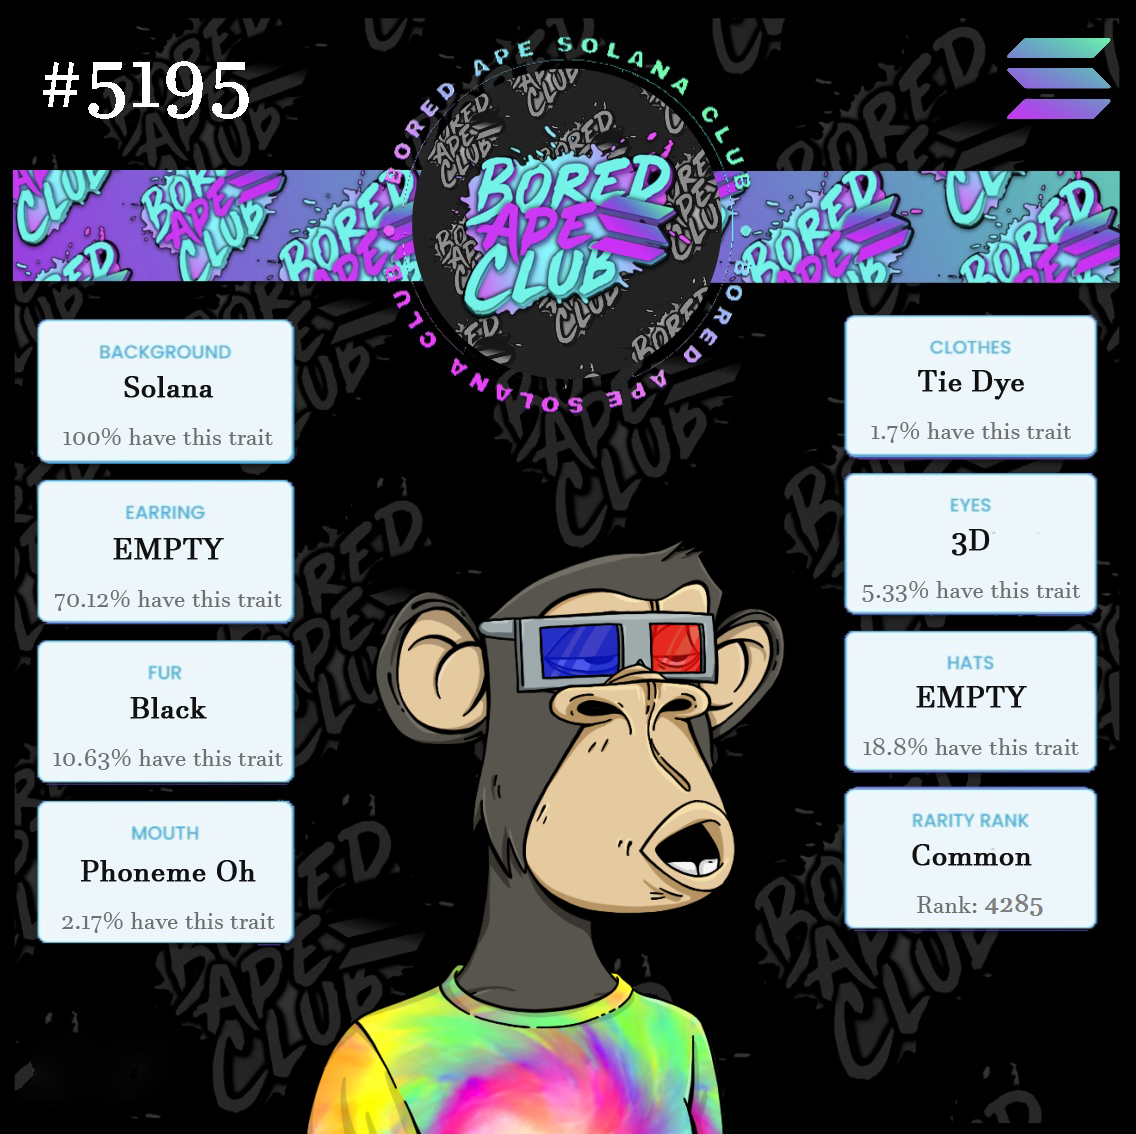 #5195
BORED APE SOLANA CLUB
BORED
APE
CLUB
BORED APE SOLANA CLUB
BACKGROUND
Solana
100% have this trait
EARRING
EMPTY
70.12% have this trait
FUR
Black
10.63% have this trait
MOUTH
Phoneme Oh
2.17% have this trait
CLOTHES
Tie Dye
1.7% have this trait
EYES
3D
5.33% have this trait
HATS
EMPTY
18.8% have this trait
RARITY RANK
Common
Rank: 4285